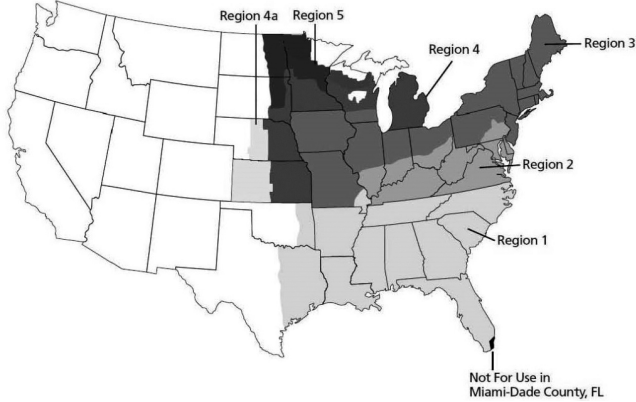 Region 4a
Region 5
Region 4
Region 3
Region 2
Region 1
Not For Use in
Miami-Dade County, FL